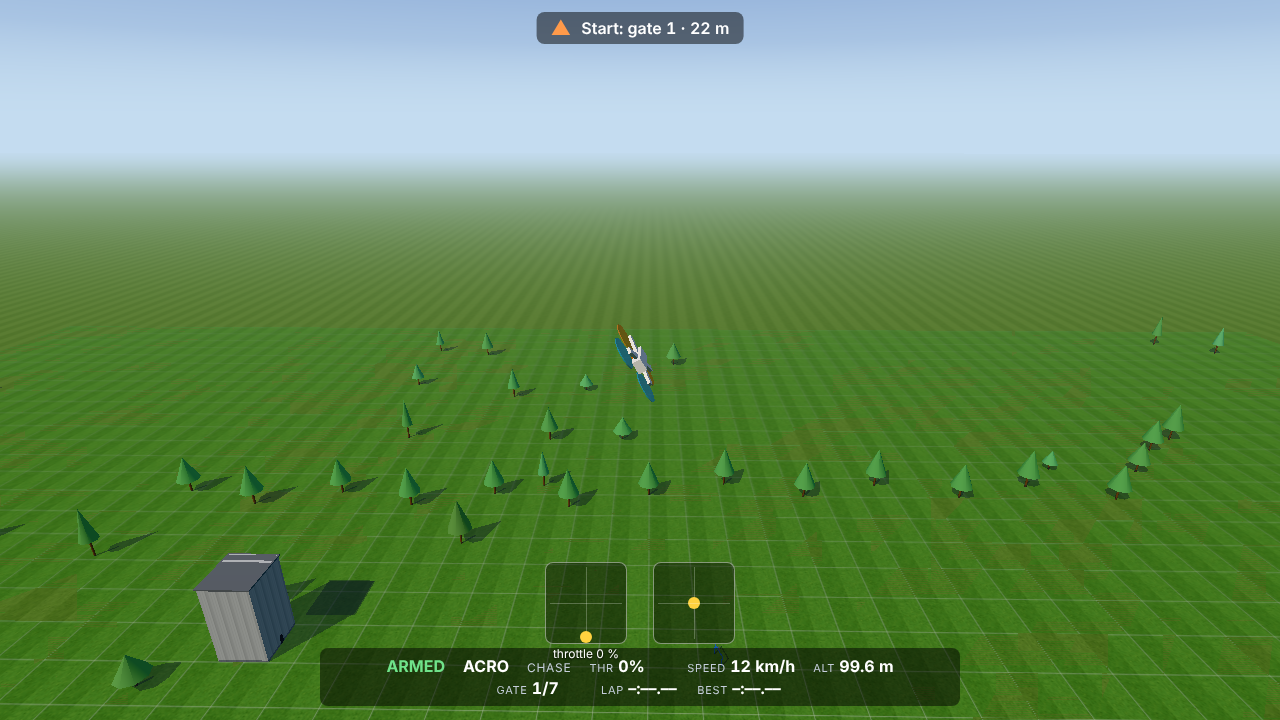 Start: gate 1 · 22 m
throttle 0 %
ARMED ACRO CHASE THR 0% SPEED 12 km/h ALT 99.6 m
GATE 1/7 LAP –:––.–– BEST –:––.––